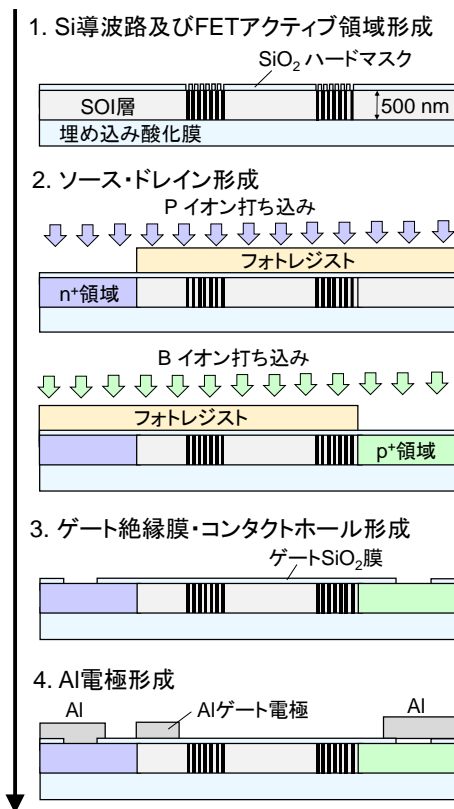 1. Si導波路及びFETアクティブ領域形成
SiO2 ハードマスク
SOI層
500 nm
埋め込み酸化膜
2. ソース・ドレイン形成
P イオン打ち込み
フォトレジスト
n+領域
B イオン打ち込み
フォトレジスト
p+領域
3. ゲート絶縁膜・コンタクトホール形成
ゲートSiO2膜
4. Al電極形成
Al
Alゲート電極
Al